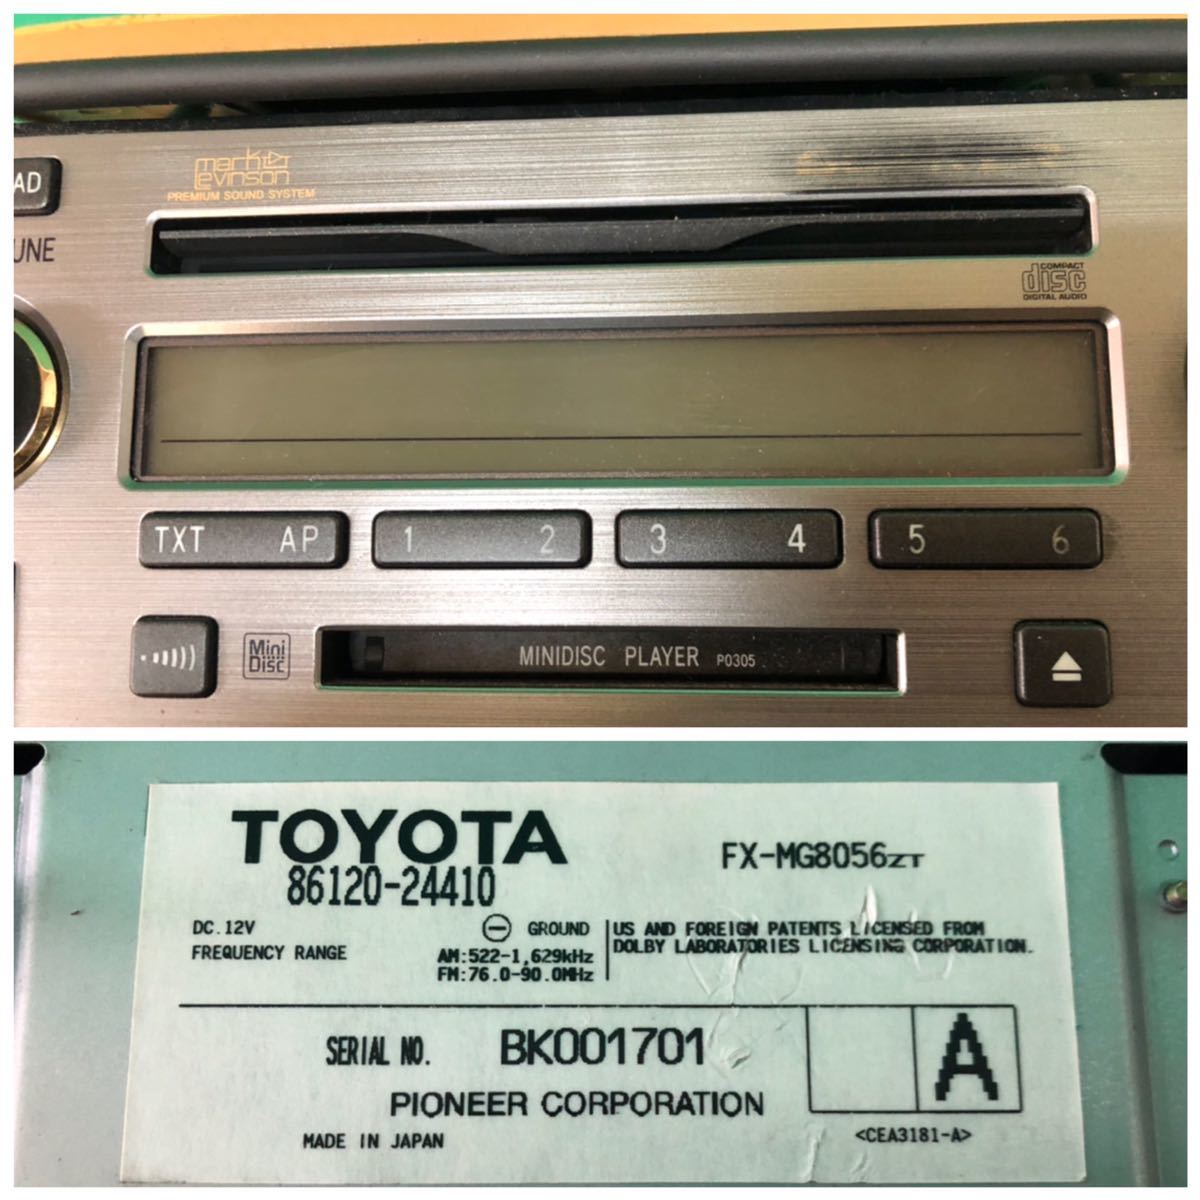 AD
UNE
mark
Levinson
PREMIUM SOUND SYSTEM
COMPACT
disc
DIGITAL AUDIO
TXT AP 1 2 3 4 5 6
Mini
Disc
MINIDISC PLAYER P0305
TOYOTA
86120-24410
FX-MG8056ZT
DC.12V
GROUND
FREQUENCY RANGE
AM:522-1,629kHz
FM:76.0-90.0MHz
US AND FOREIGN PATENTS LICENSED FROM
DOLBY LABORATORIES LICENSING CORPORATION.
SERIAL NO. BK001701
A
PIONEER CORPORATION
MADE IN JAPAN
<CEA3181-A>